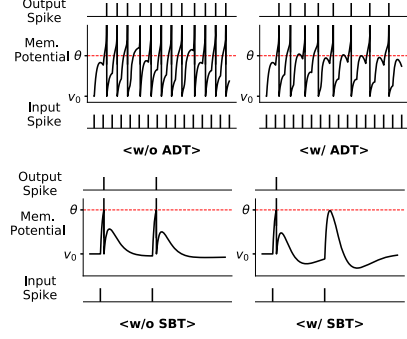 Output
Spike
Mem.
Potential θ θ
v0 v0
Input
Spike
<w/o ADT> <w/ ADT>
Output
Spike
θ θ
Mem.
Potential
v0 v0
Input
Spike
<w/o SBT> <w/ SBT>